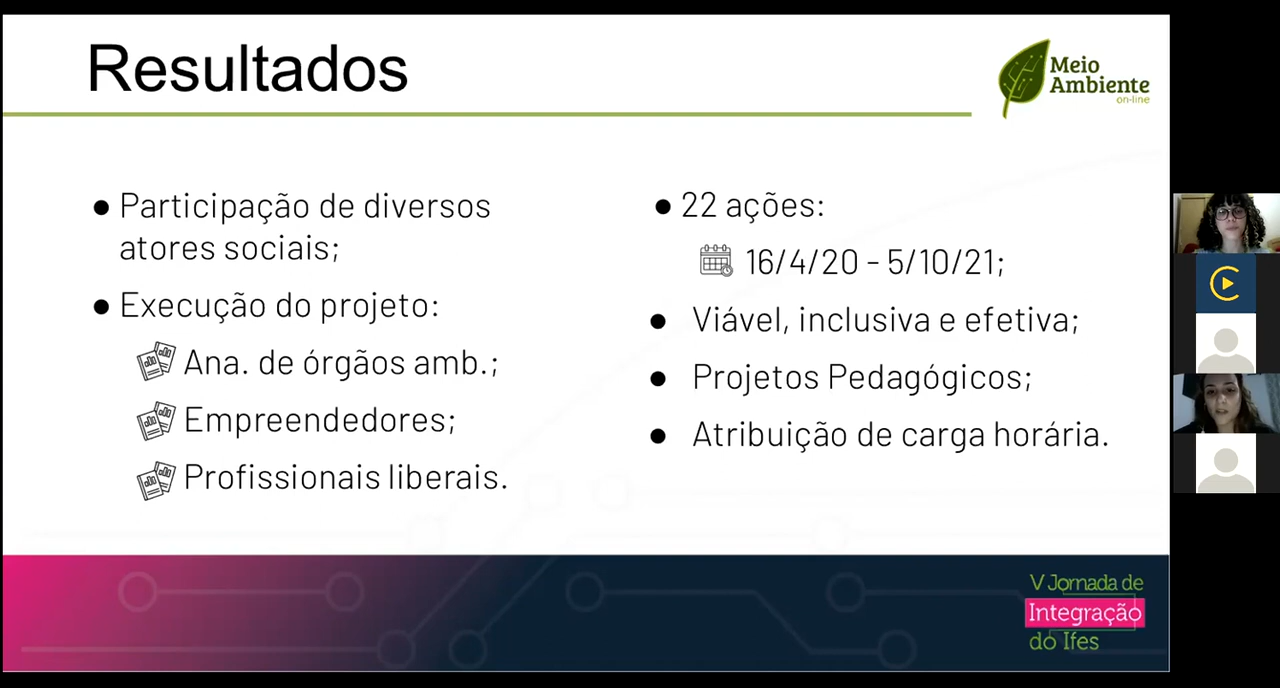 Resultados
Meio
Ambiente
on-line
● Participação de diversos
atores sociais;
● Execução do projeto:
Ana. de órgãos amb.;
Empreendedores;
Profissionais liberais.
● 22 ações:
16/4/20 - 5/10/21;
● Viável, inclusiva e efetiva;
● Projetos Pedagógicos;
● Atribuição de carga horária.
V Jornada de
Integração
do Ifes